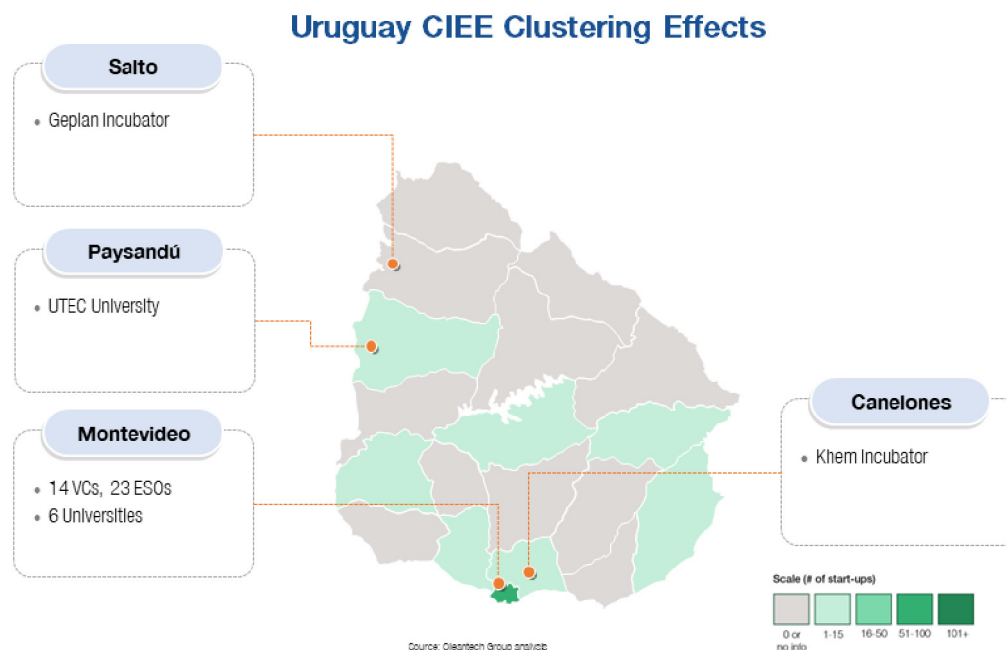 Uruguay CIEE Clustering Effects
Salto
• Geplan Incubator
Paysandú
• UTEC University
Montevideo
• 14 VCs, 23 ESOs
• 6 Universities
Canelones
• Khem Incubator
Scale (# of start-ups)
0 or
no info
1-15
16-50
51-100
101+
Source: Cleantech Group analysis